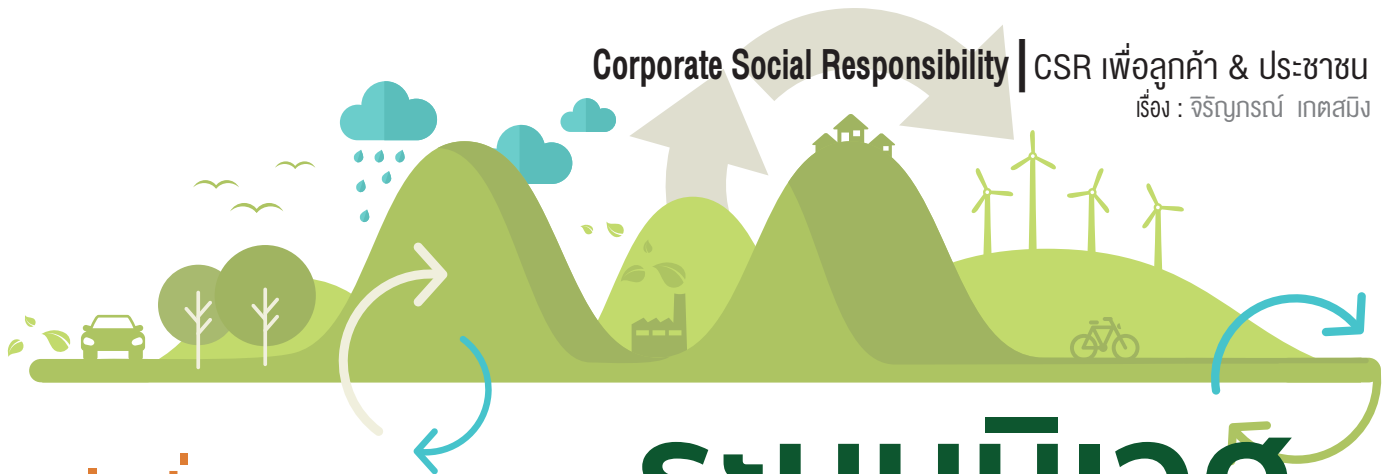 Corporate Social Responsibility | CSR เพื่อลูกค้า & ประชาชน
เรื่อง : จิรัญภรณ์ เกตสมิง